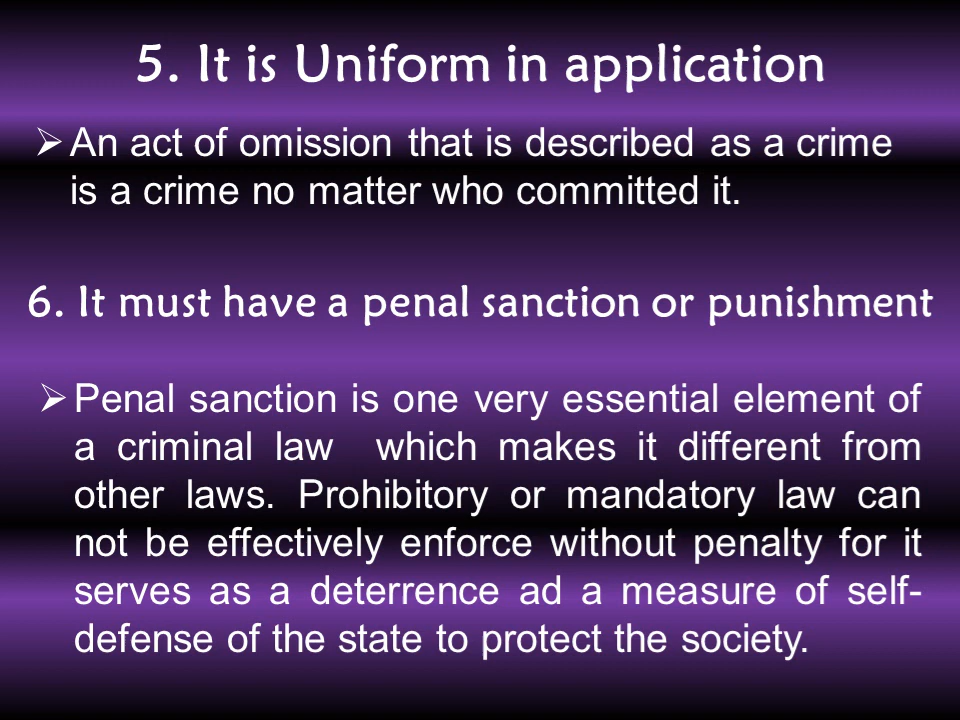 5. It is Uniform in application
➢ An act of omission that is described as a crime
is a crime no matter who committed it.
6. It must have a penal sanction or punishment
➢ Penal sanction is one very essential element of
a criminal law which makes it different from
other laws. Prohibitory or mandatory law can
not be effectively enforce without penalty for it
serves as a deterrence ad a measure of self-
defense of the state to protect the society.